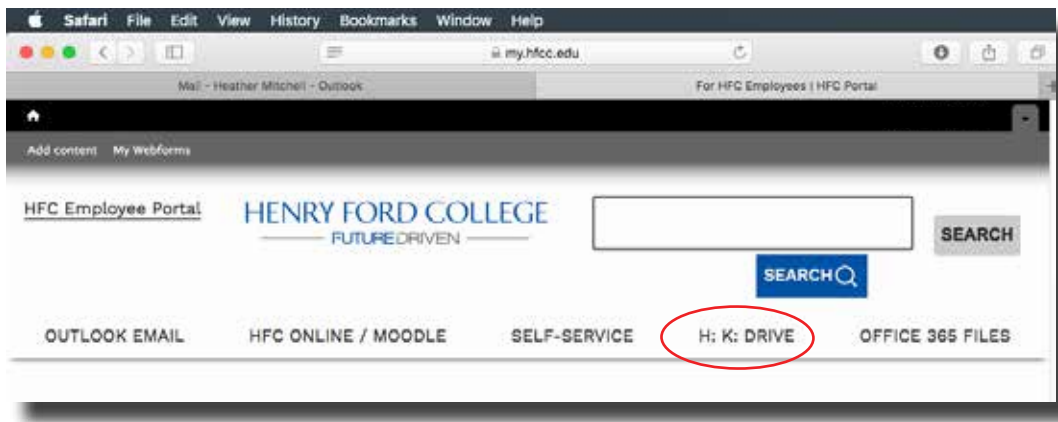 Safari File Edit View History Bookmarks Window Help
my.hfcc.edu
Mail - Heather Mitchell - Outlook
For HFC Employees | HFC Portal
Add content My Webforms
HFC Employee Portal
HENRY FORD COLLEGE
FUTURE DRIVEN
SEARCH
SEARCH
OUTLOOK EMAIL HFC ONLINE / MOODLE SELF-SERVICE H: K: DRIVE OFFICE 365 FILES